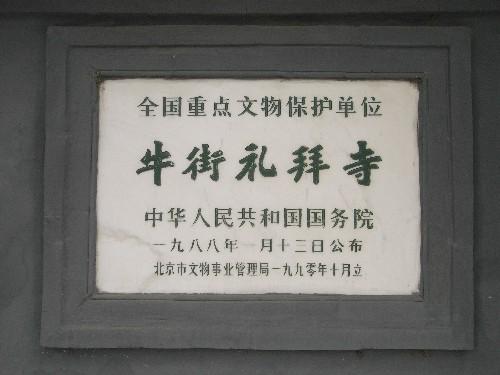 全国重点文物保护单位
牛街礼拜寺
中华人民共和国国务院
一九八八年一月十三日公布
北京市文物事业管理局一九九零年十月立